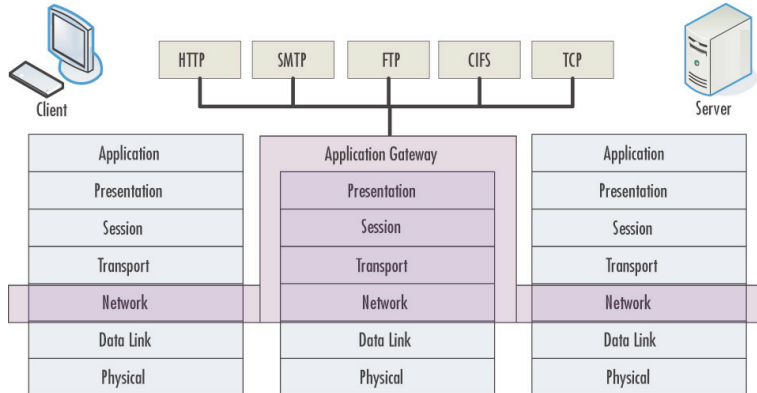 HTTP SMTP FTP CIFS TCP
Client Server
Application Application Gateway Application
Presentation Presentation Presentation
Session Session Session
Transport Transport Transport
Network Network Network
Data Link Data Link Data Link
Physical Physical Physical